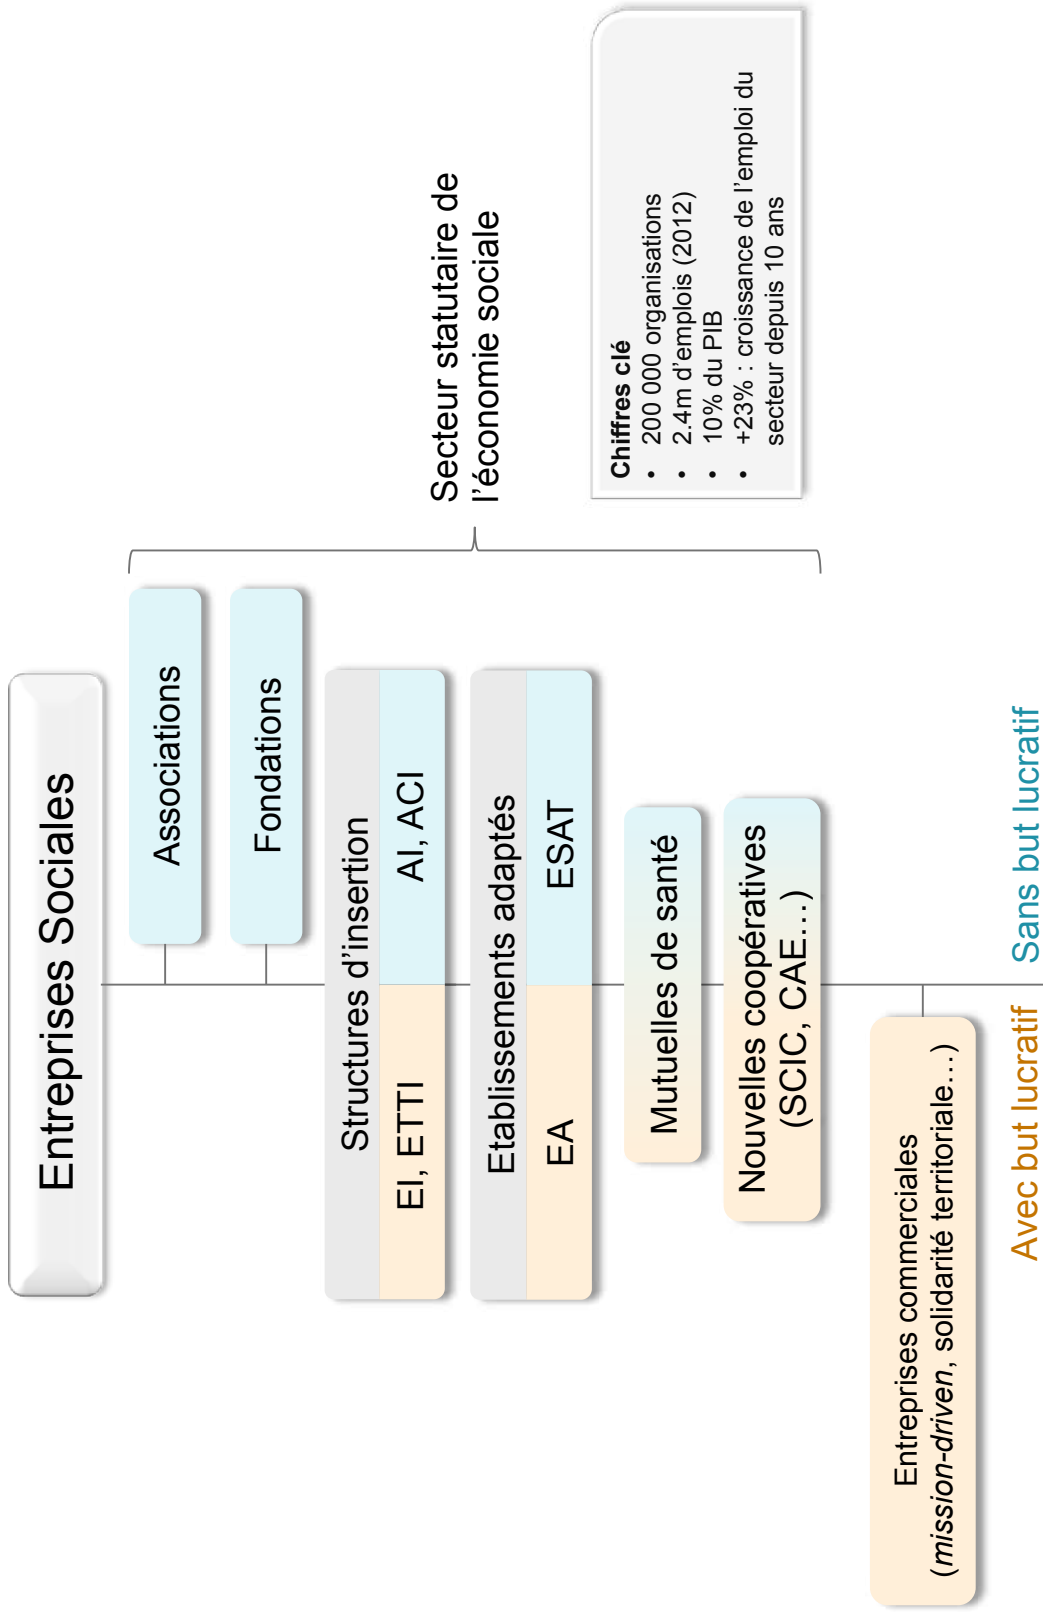 Entreprises Sociales
Associations
Fondations
Structures d’insertion
EI, ETTI
AI, ACI
Etablissements adaptés
EA
ESAT
Mutuelles de santé
Nouvelles coopératives
(SCIC, CAE…)
Entreprises commerciales
(mission-driven, solidarité territoriale…)
Avec but lucratif
Sans but lucratif
Secteur statutaire de
l’économie sociale
Chiffres clé
• 200 000 organisations
• 2.4m d’emplois (2012)
• 10% du PIB
• +23% : croissance de l’emploi du
secteur depuis 10 ans